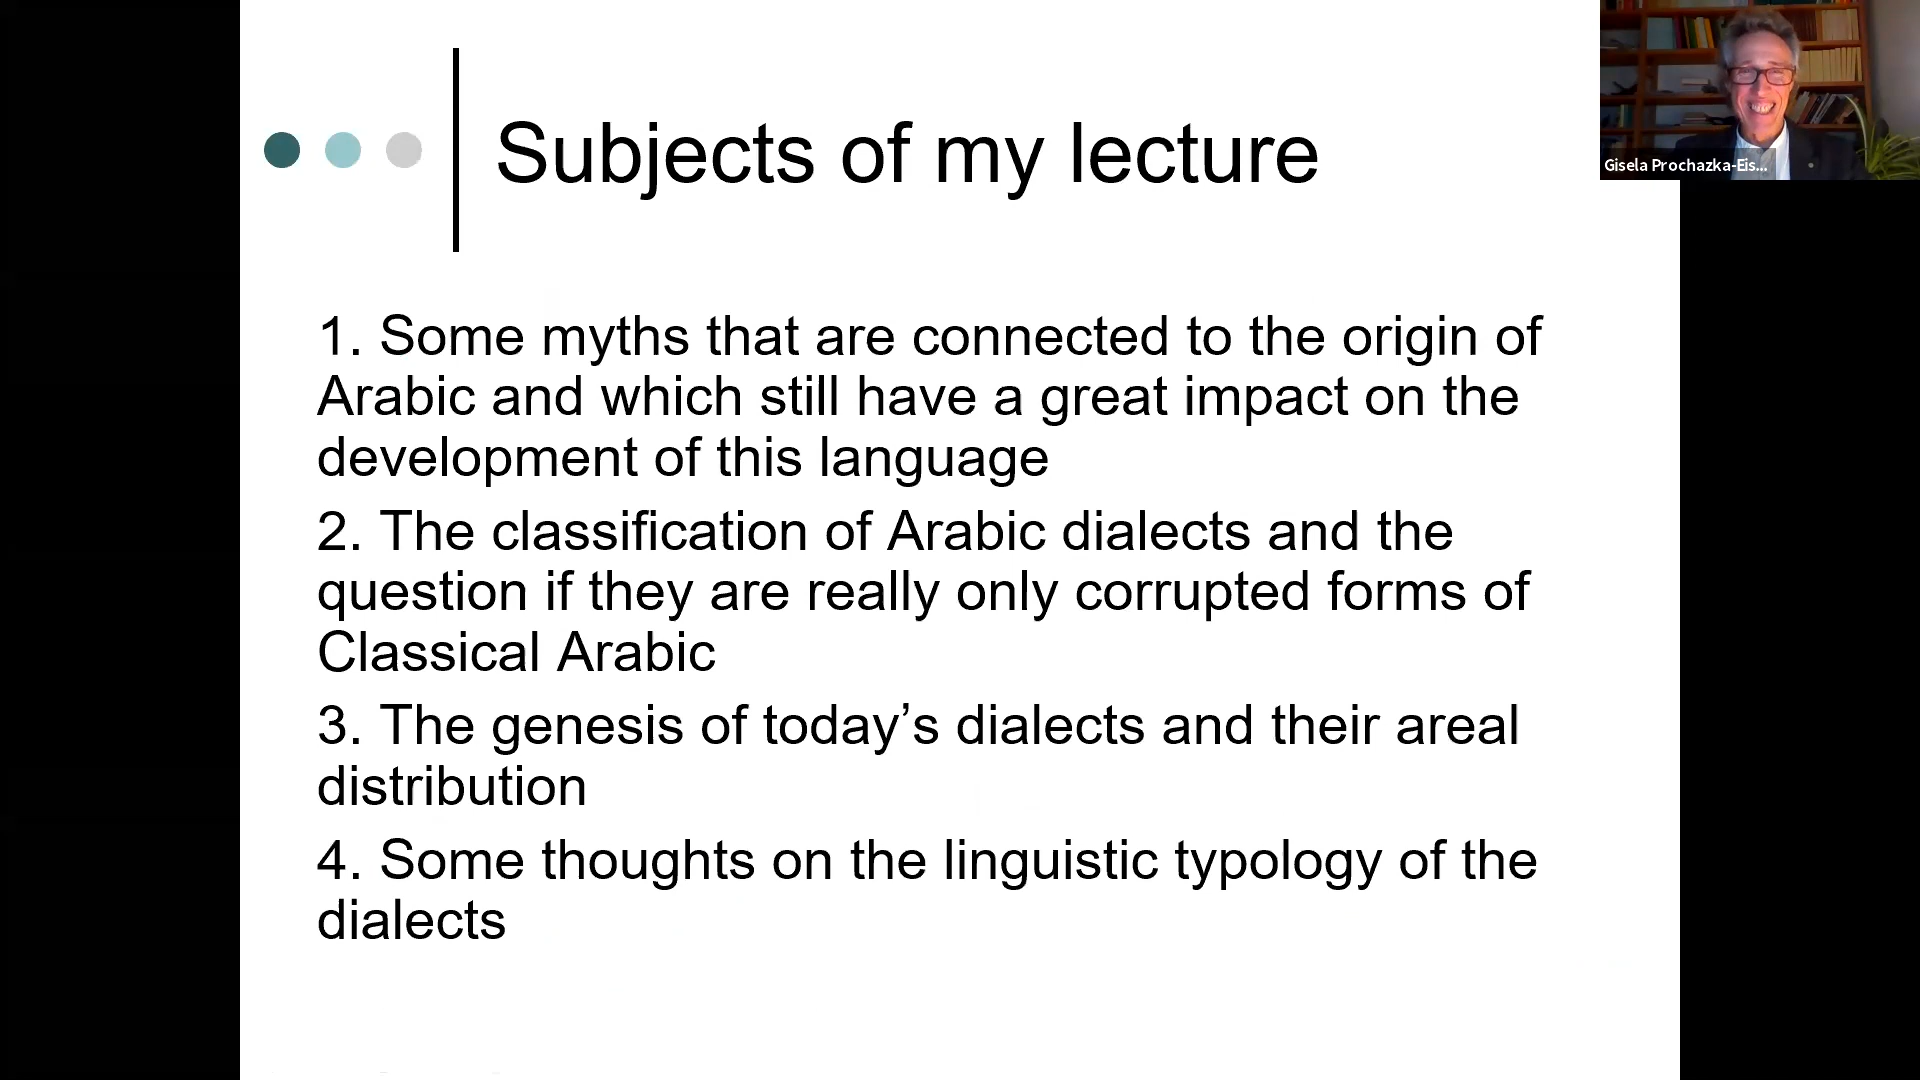 Subjects of my lecture
Gisela Prochazka-Eis...
1. Some myths that are connected to the origin of
Arabic and which still have a great impact on the
development of this language
2. The classification of Arabic dialects and the
question if they are really only corrupted forms of
Classical Arabic
3. The genesis of today’s dialects and their areal
distribution
4. Some thoughts on the linguistic typology of the
dialects